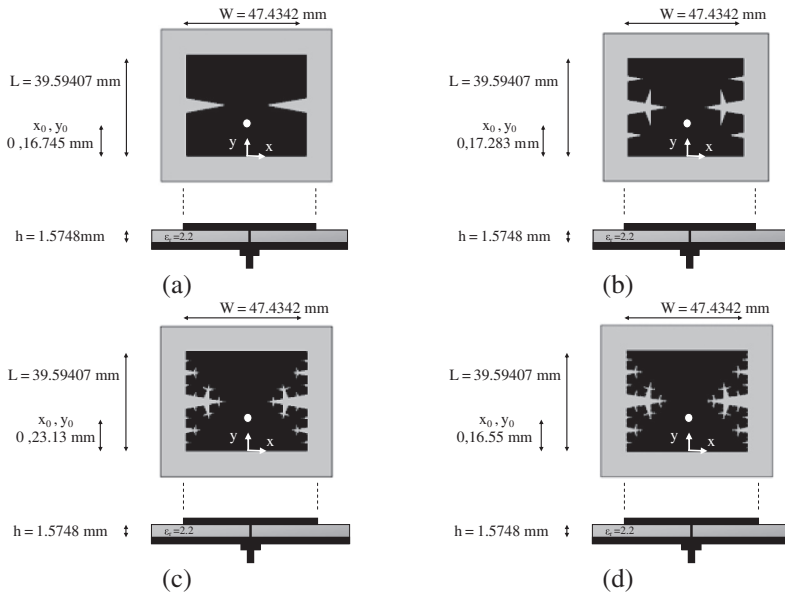 W = 47.4342 mm
L = 39.59407 mm
x₀ , y₀
0 ,16.745 mm
y
x
h = 1.5748mm
εᵣ=2.2
(a)
W = 47.4342 mm
L = 39.59407 mm
x₀ , y₀
0,17.283 mm
y
x
h = 1.5748 mm
εᵣ=2.2
(b)
W = 47.4342 mm
L = 39.59407 mm
x₀ , y₀
0 ,23.13 mm
y
x
h = 1.5748 mm
εᵣ=2.2
(c)
W = 47.4342 mm
L = 39.59407 mm
x₀ , y₀
0,16.55 mm
y
x
h = 1.5748 mm
εᵣ=2.2
(d)